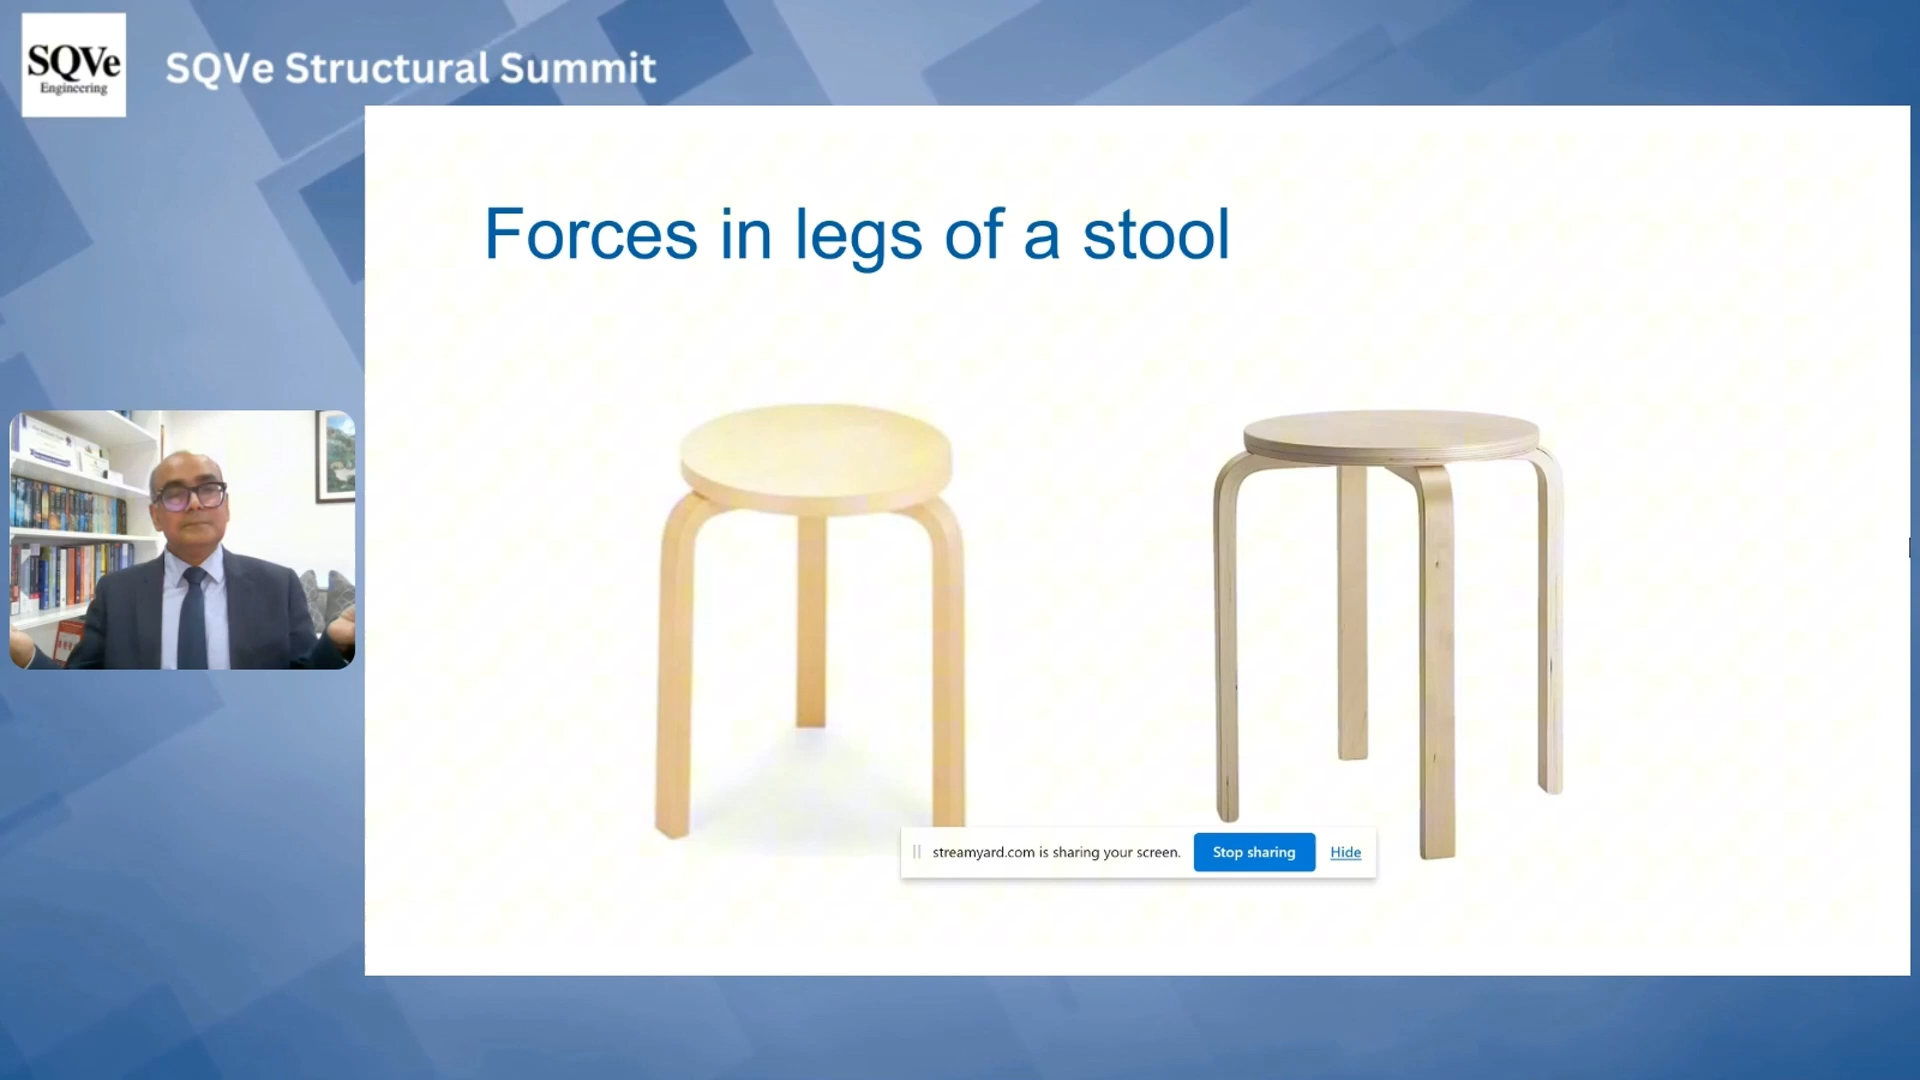 SQVe
Engineering
SQVe Structural Summit
Forces in legs of a stool
streamyard.com is sharing your screen.
Stop sharing
Hide